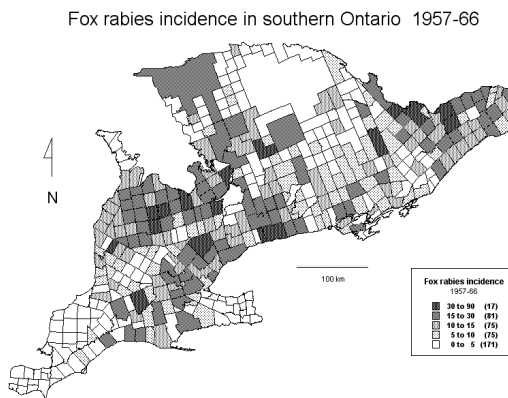 Fox rabies incidence in southern Ontario 1957-66
N
100 km
Fox rabies incidence
1957-66
30 to 90 (17)
15 to 30 (81)
10 to 15 (75)
5 to 10 (75)
0 to 5 (171)